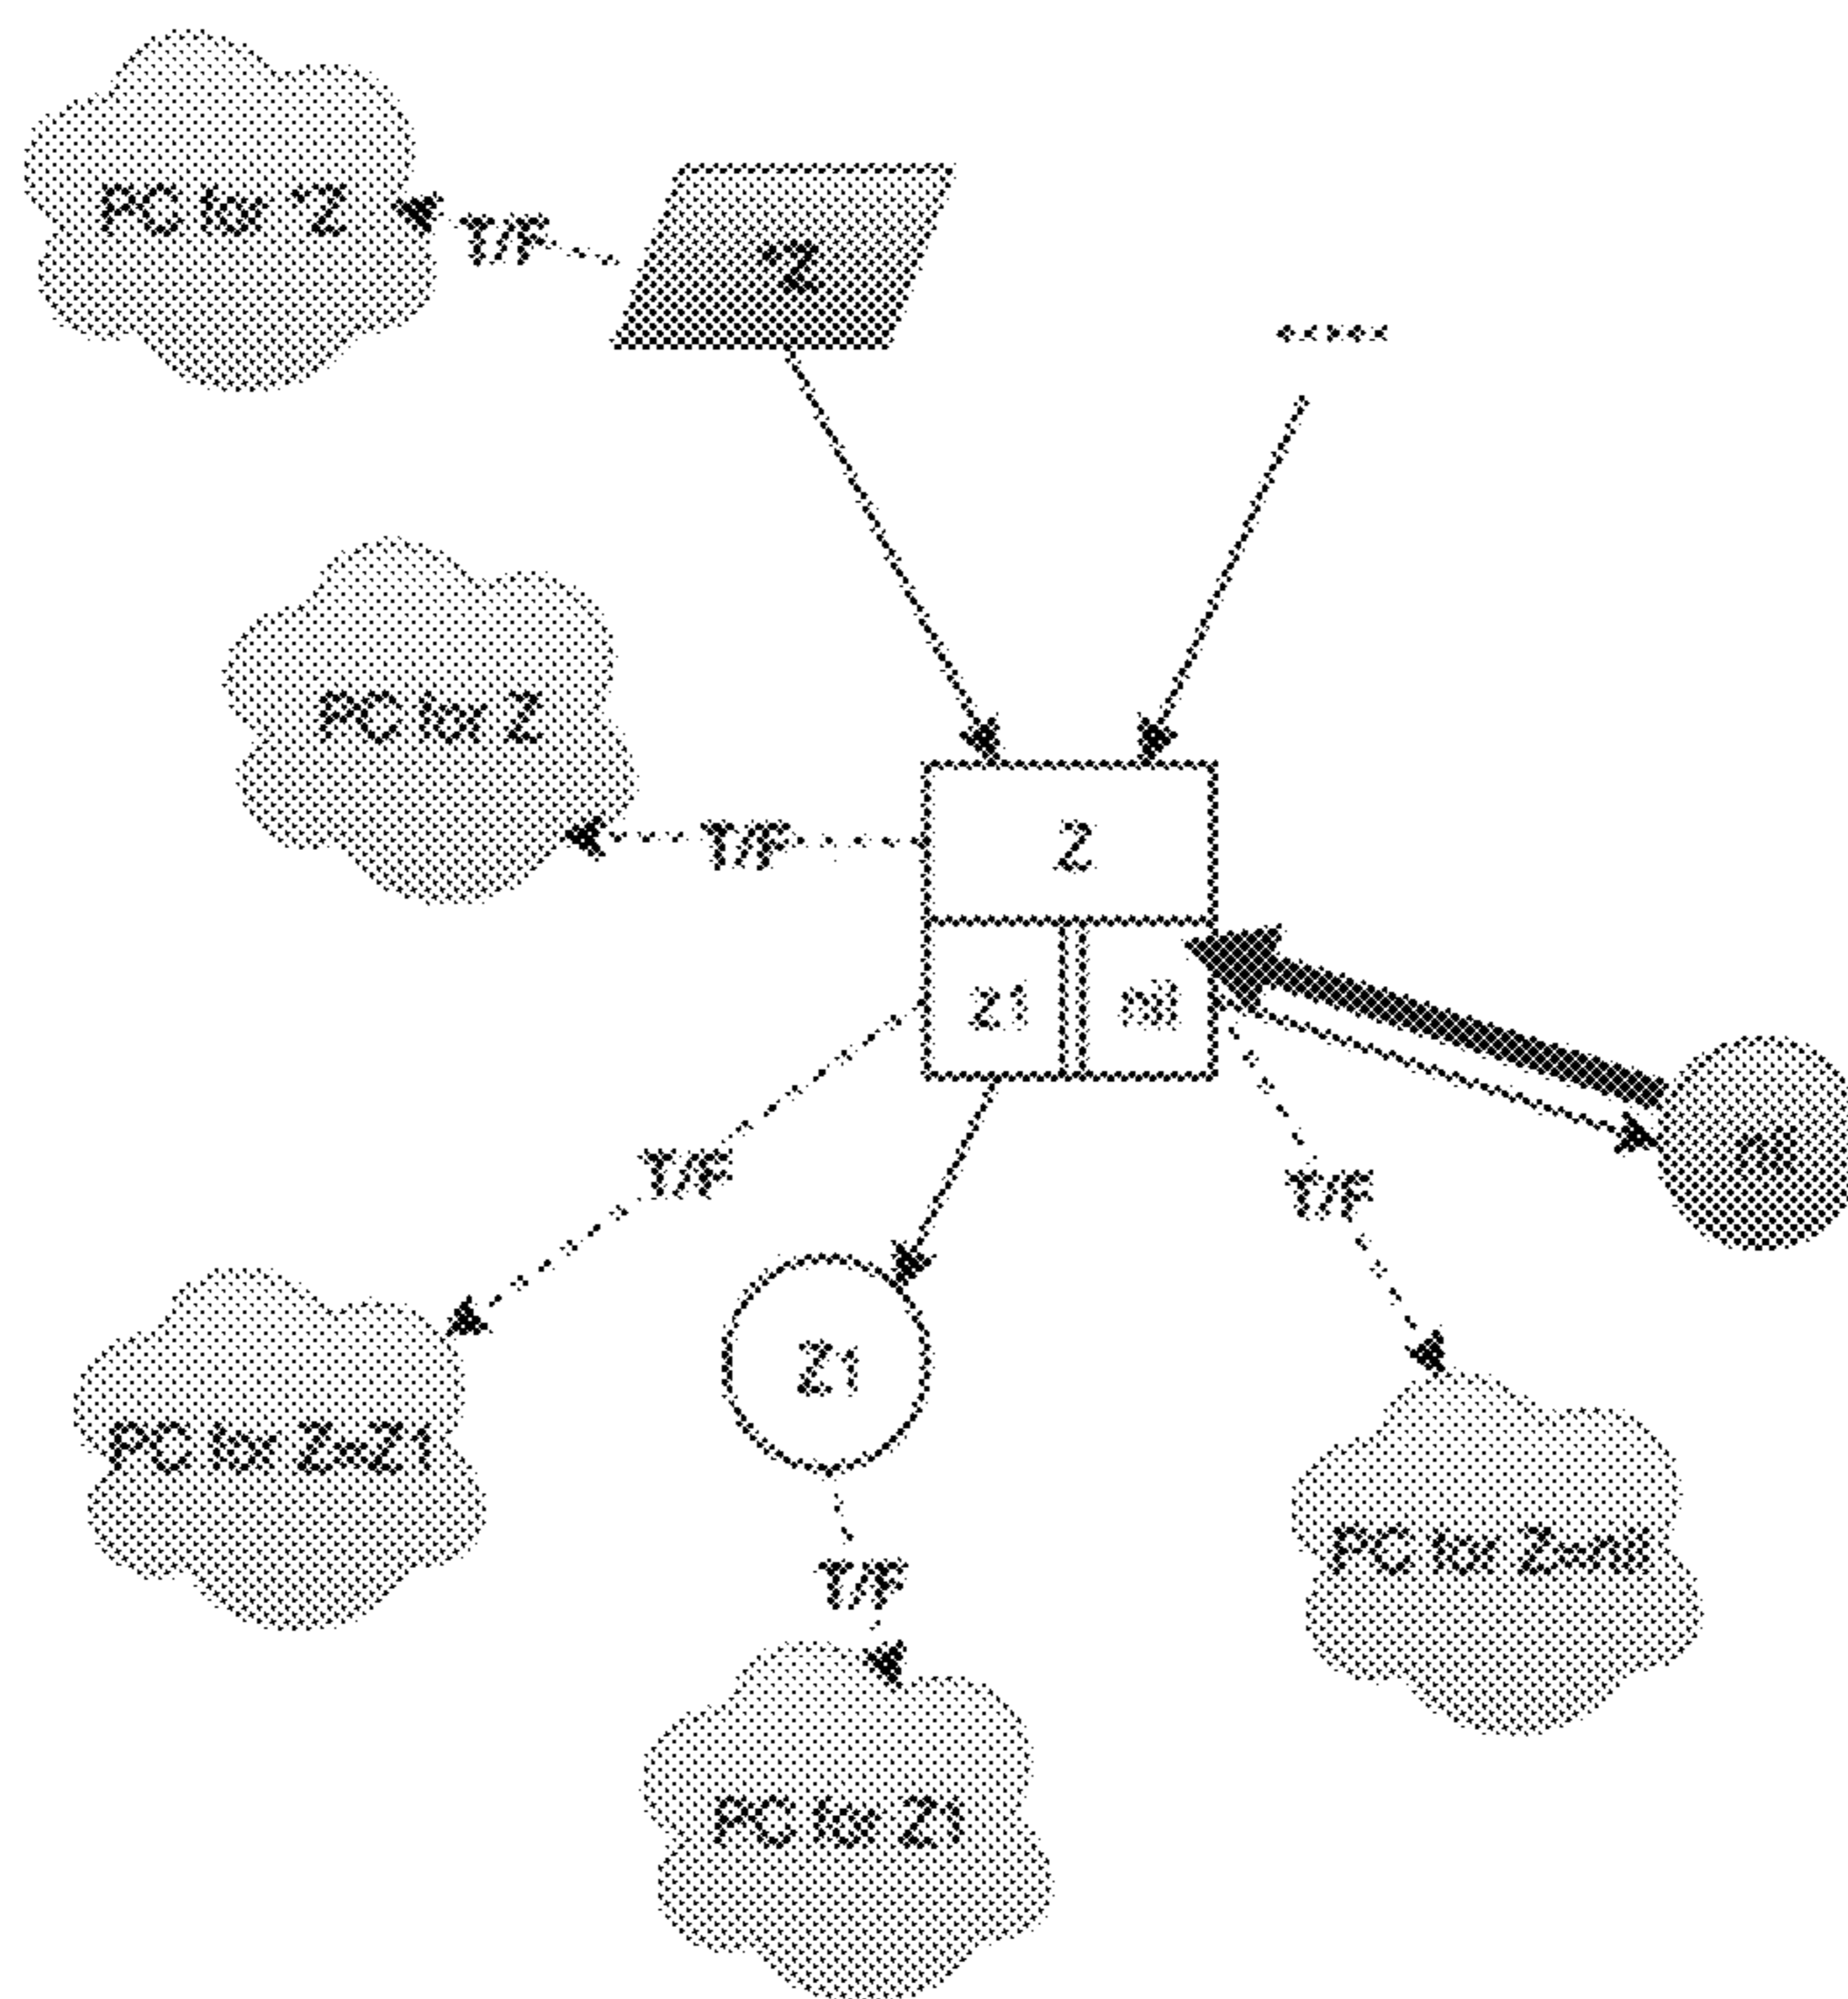 PC for *Z
T/F
*Z
.....
PC for Z
T/F
Z
z1
nil
nil
T/F
T/F
Z1
PC for Z=Z1
T/F
PC for Z=nil
PC for Z1